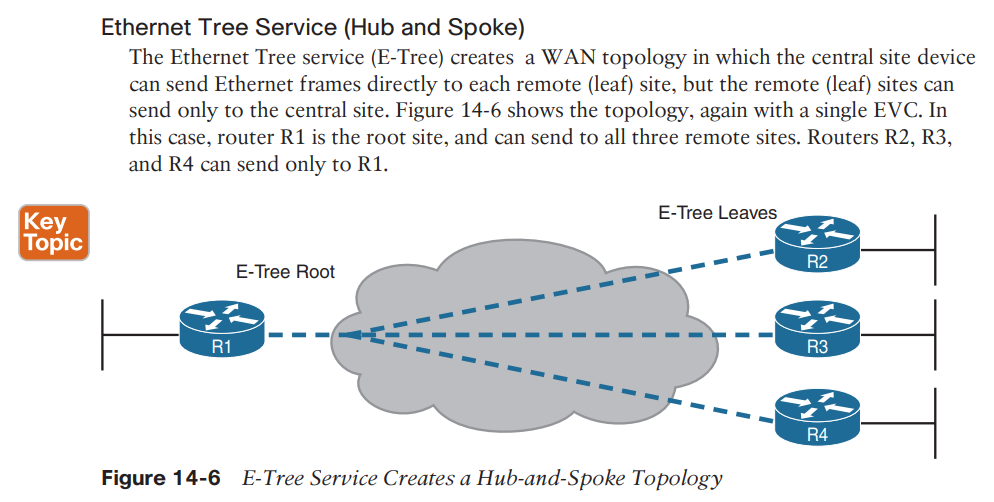 Ethernet Tree Service (Hub and Spoke)
The Ethernet Tree service (E-Tree) creates a WAN topology in which the central site device
can send Ethernet frames directly to each remote (leaf) site, but the remote (leaf) sites can
send only to the central site. Figure 14-6 shows the topology, again with a single EVC. In
this case, router R1 is the root site, and can send to all three remote sites. Routers R2, R3,
and R4 can send only to R1.
Key
Topic
E-Tree Leaves
R2
E-Tree Root
R1
R3
R4
Figure 14-6 E-Tree Service Creates a Hub-and-Spoke Topology